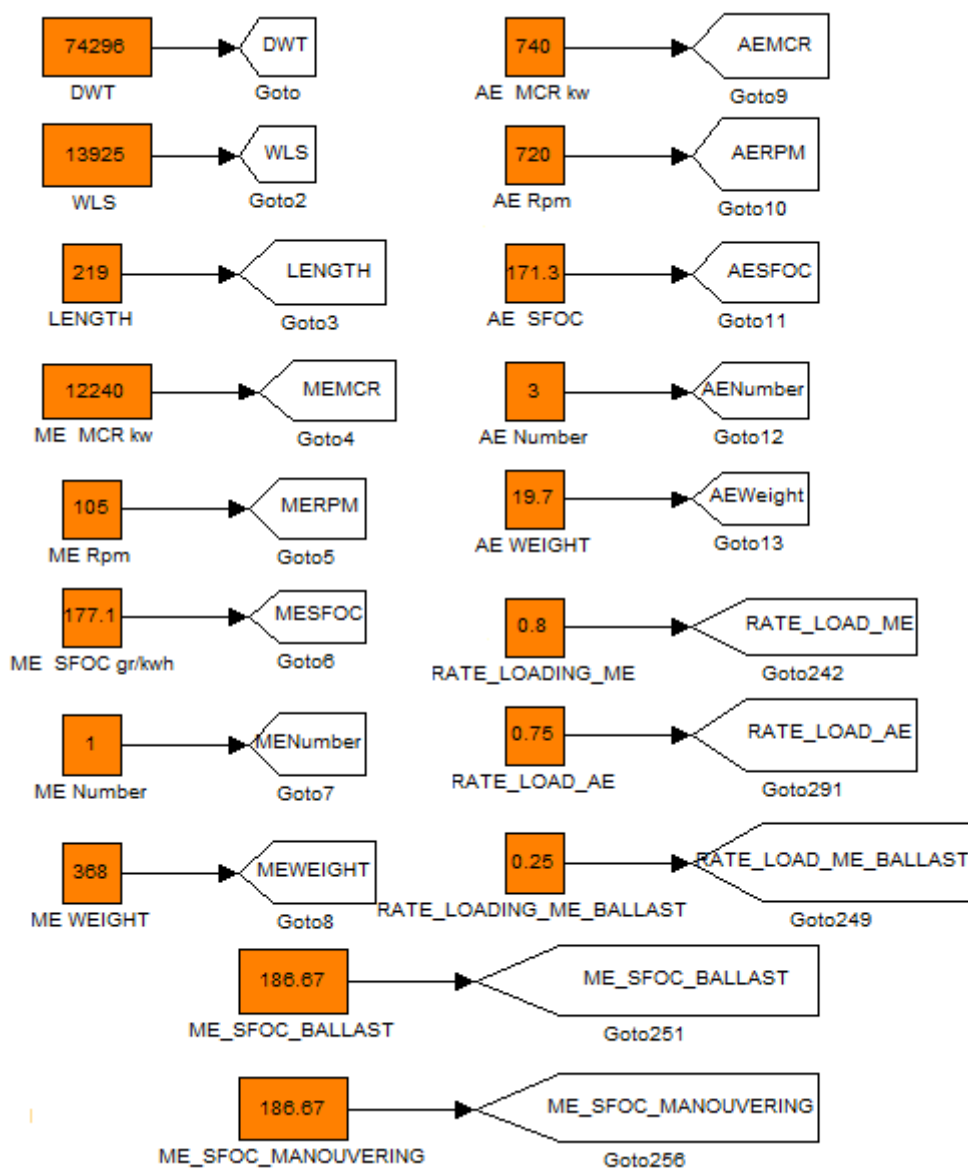 74296
DWT
DWT
Goto
13925
WLS
WLS
Goto2
219
LENGTH
LENGTH
Goto3
12240
ME MCR kw
MEMCR
Goto4
105
ME Rpm
MERPM
Goto5
177.1
ME SFOC gr/kwh
MESFOC
Goto6
1
ME Number
MENumber
Goto7
368
ME WEIGHT
MEWEIGHT
Goto8
740
AE MCR kw
AEMCR
Goto9
720
AE Rpm
AERPM
Goto10
171.3
AE SFOC
AESFOC
Goto11
3
AE Number
AENumber
Goto12
19.7
AE WEIGHT
AEWeight
Goto13
0.8
RATE_LOADING_ME
RATE_LOAD_ME
Goto242
0.75
RATE_LOAD_AE
RATE_LOAD_AE
Goto291
0.25
RATE_LOADING_ME_BALLAST
RATE_LOAD_ME_BALLAST
Goto249
186.67
ME_SFOC_BALLAST
ME_SFOC_BALLAST
Goto251
186.67
ME_SFOC_MANOUVERING
ME_SFOC_MANOUVERING
Goto256